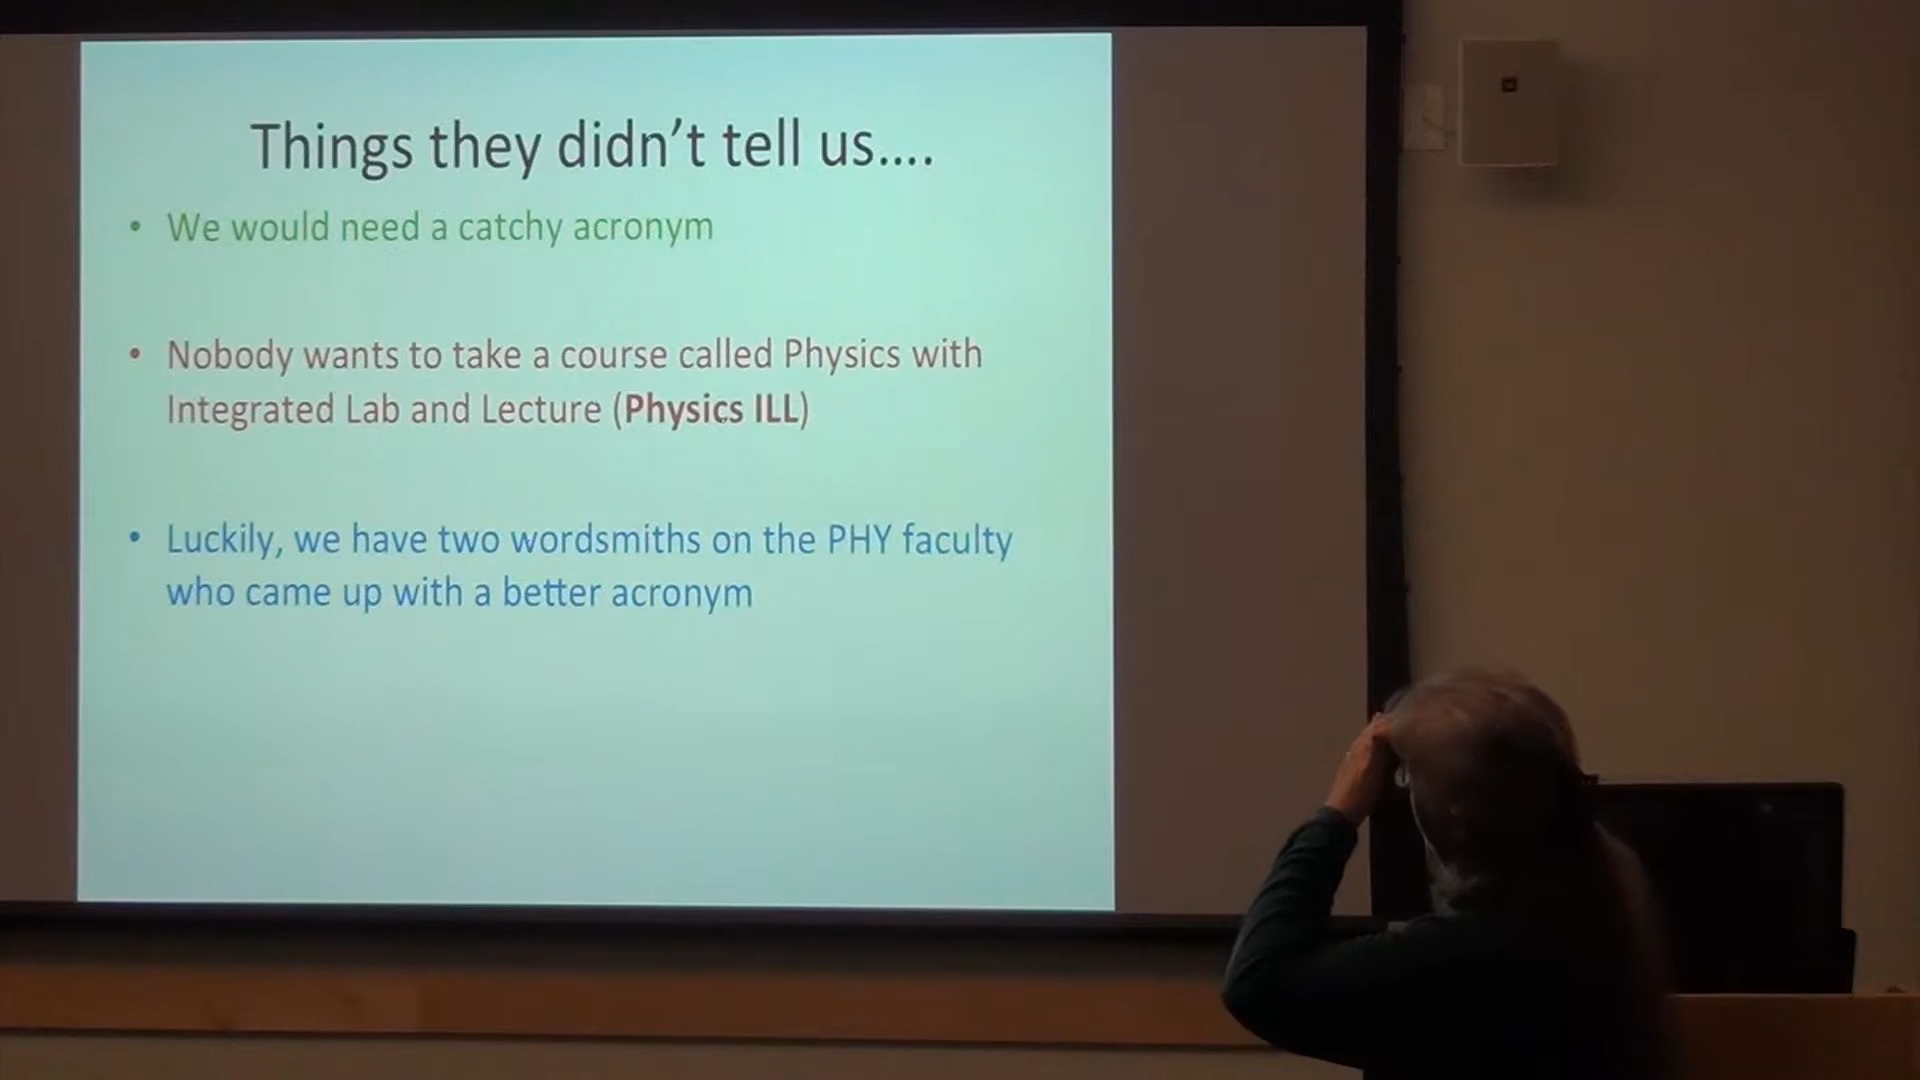 Things they didn't tell us....
• We would need a catchy acronym
• Nobody wants to take a course called Physics with
Integrated Lab and Lecture (Physics ILL)
• Luckily, we have two wordsmiths on the PHY faculty
who came up with a better acronym